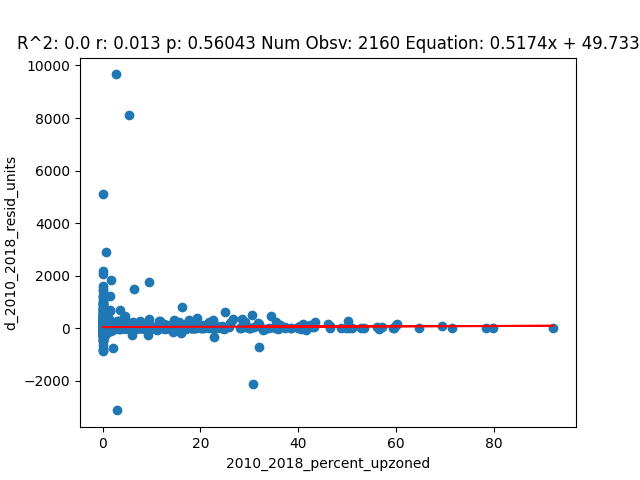 R^2: 0.0 r: 0.013 p: 0.56043 Num Obsv: 2160 Equation: 0.5174x + 49.733
10000
8000
6000
4000
2000
0
−2000
d_2010_2018_resid_units
0 20 40 60 80
2010_2018_percent_upzoned